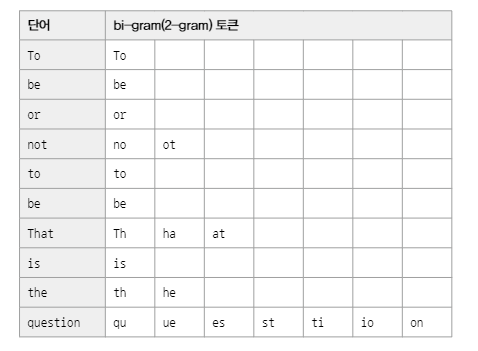 단어 bi-gram(2-gram) 토큰
To To
be be
or or
not no ot
to to
be be
That Th ha at
is is
the th he
question qu ue es st ti io on